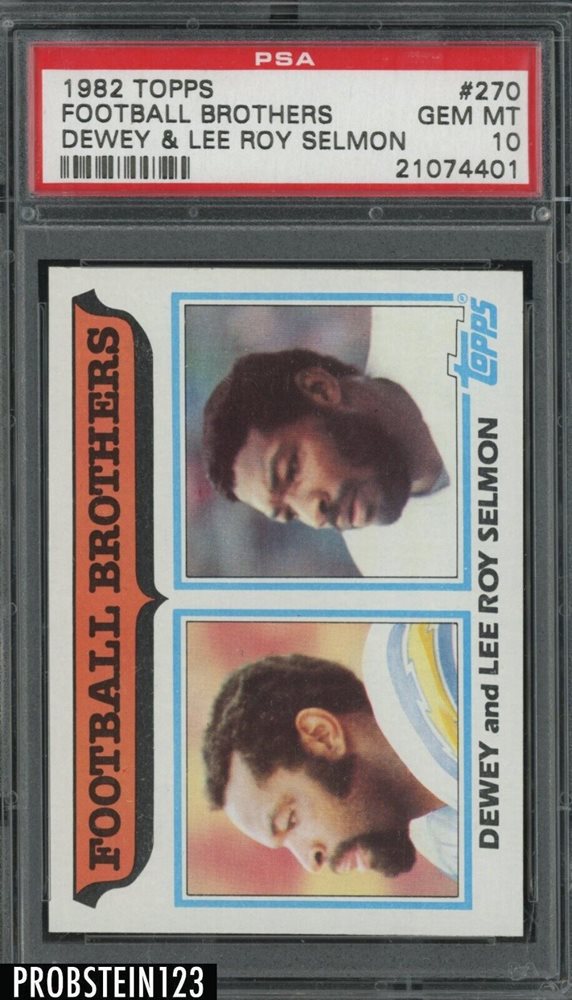 PSA
1982 TOPPS #270
FOOTBALL BROTHERS GEM MT
DEWEY & LEE ROY SELMON 10
21074401
FOOTBALL BROTHERS
topps®
DEWEY and LEE ROY SELMON
PROBSTEIN123